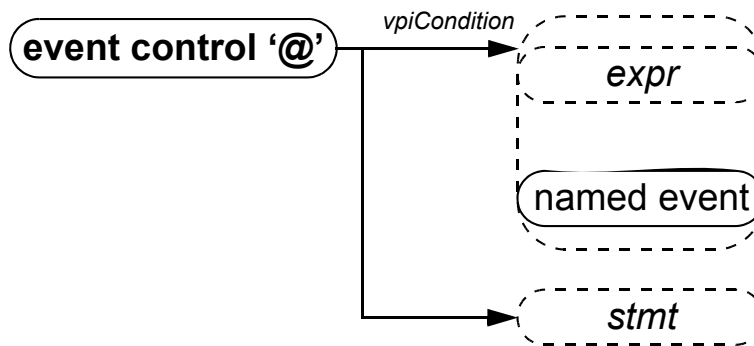 vpiCondition
event control ‘@’
expr
named event
stmt